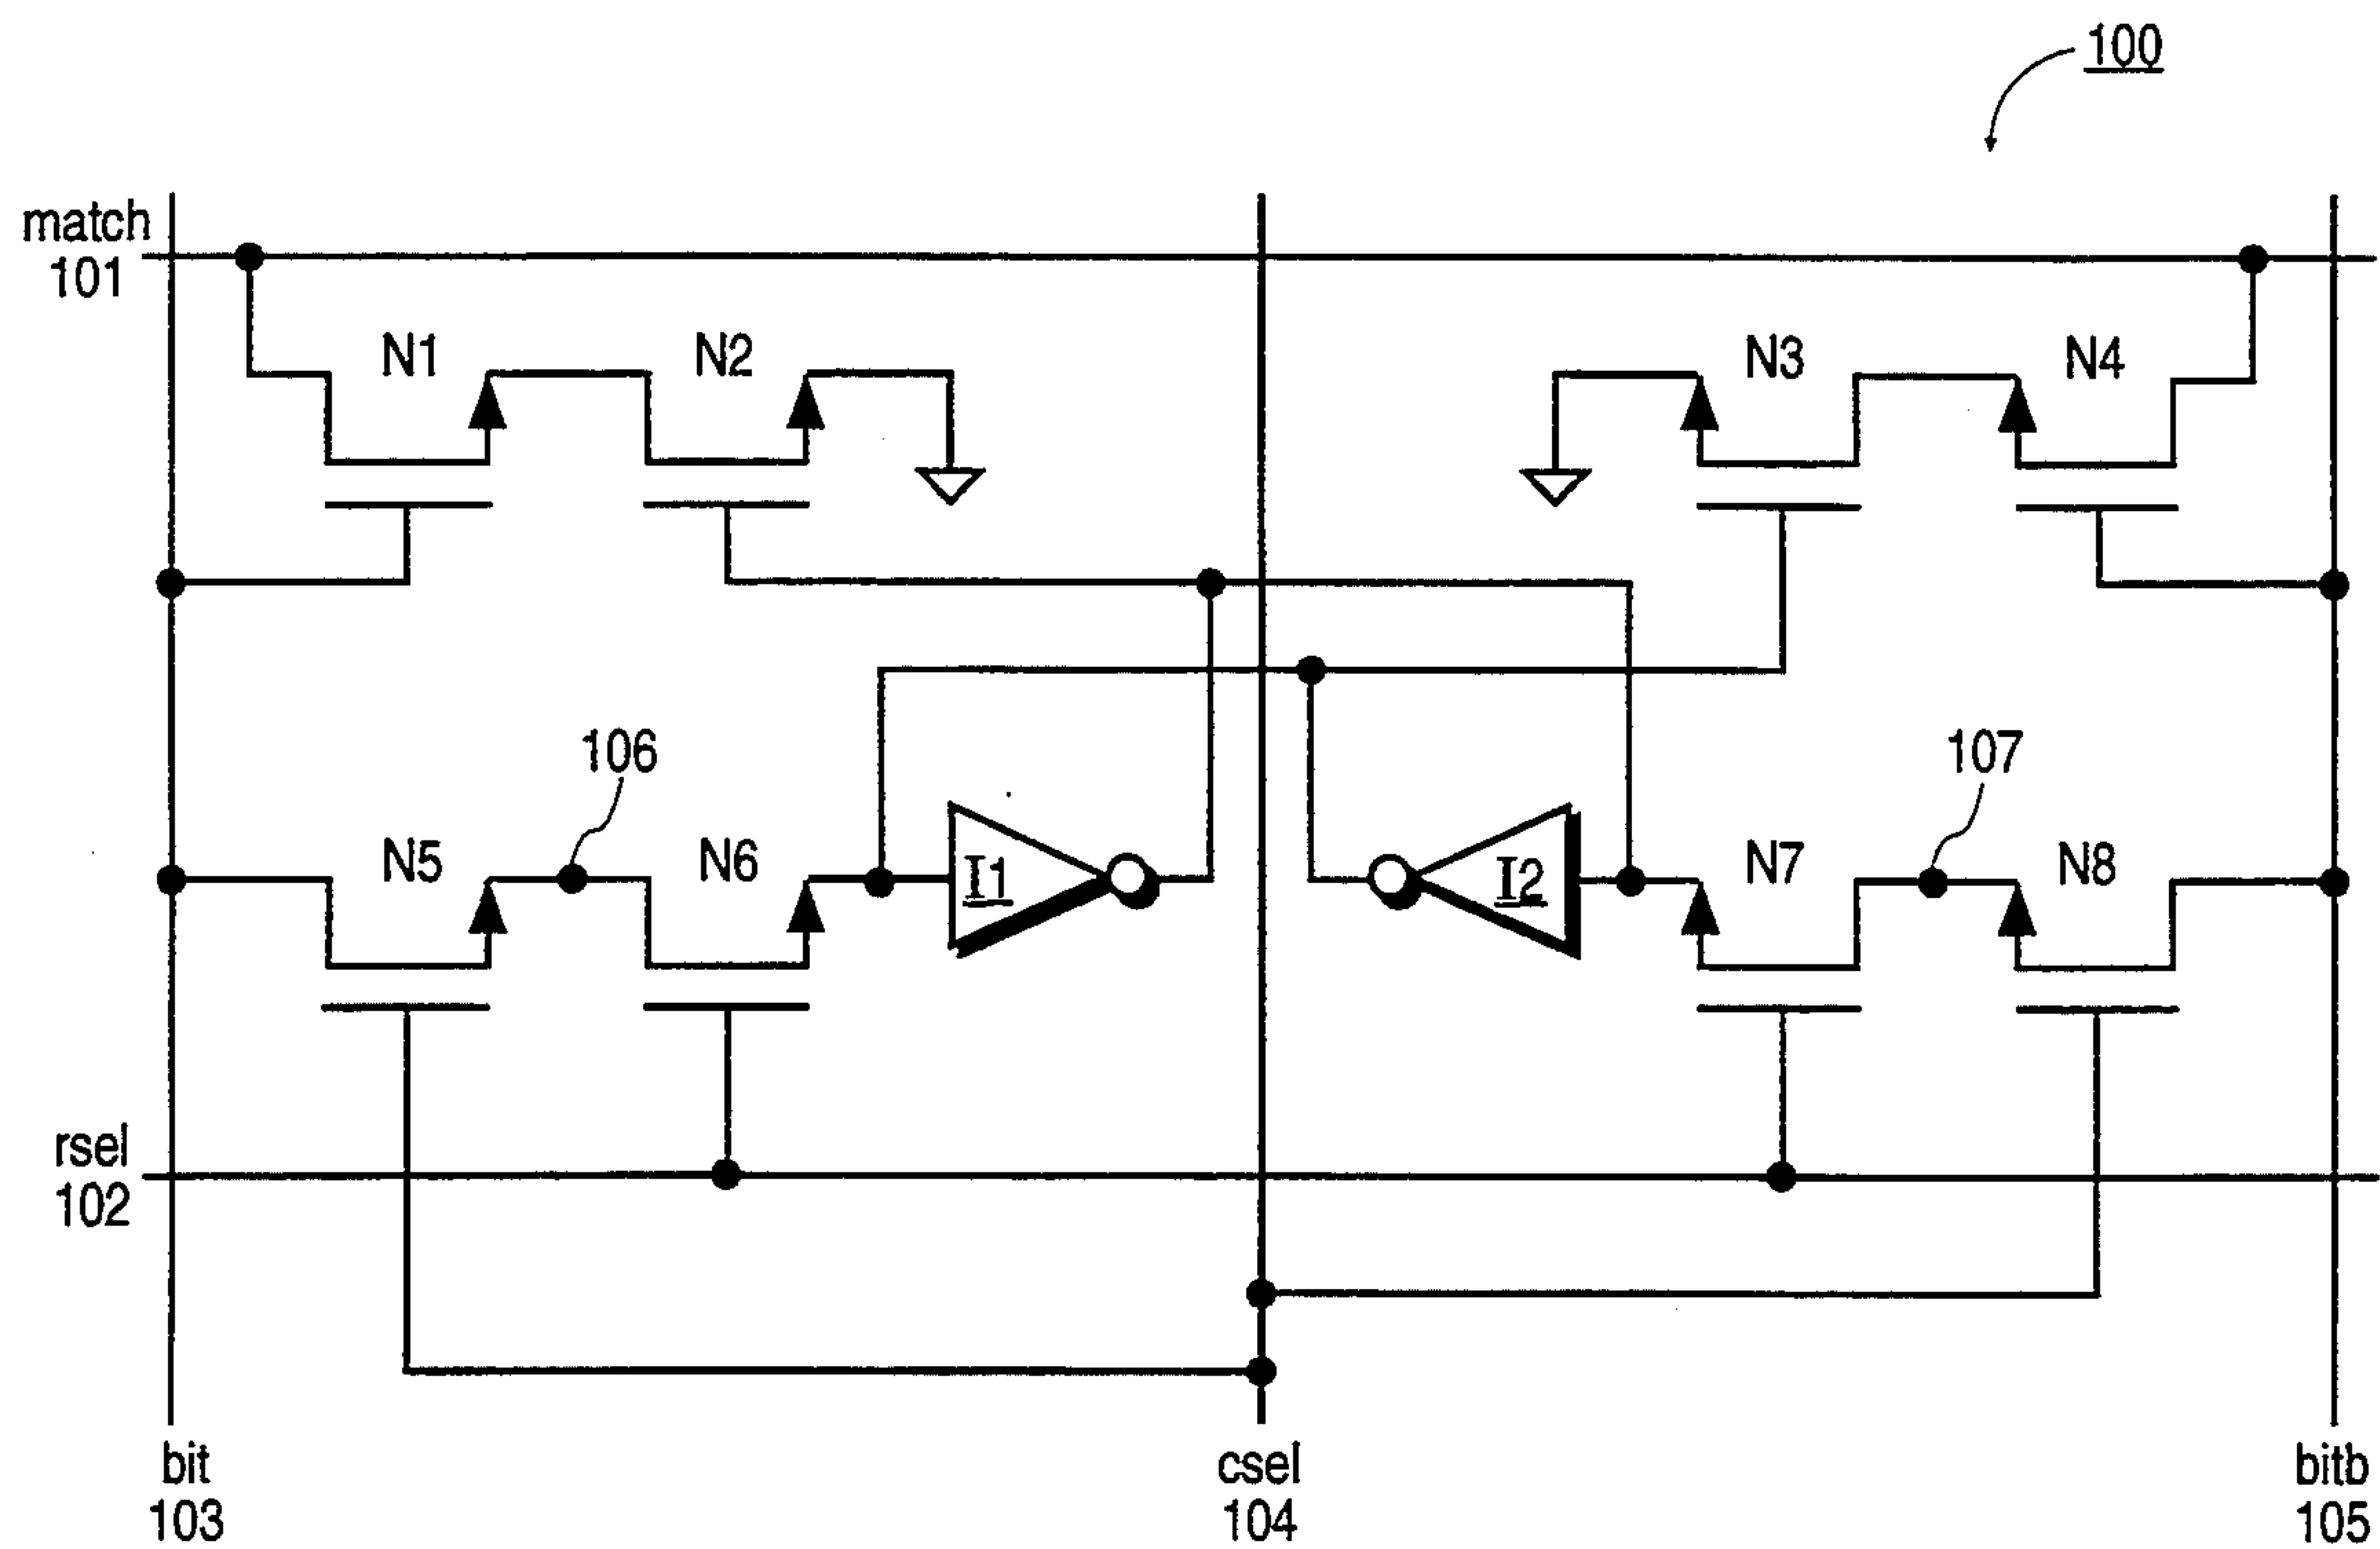 100
match
101
N1
N2
N3
N4
106
107
N5
N6
I1
I2
N7
N8
rsel
102
bit
103
csel
104
bitb
105